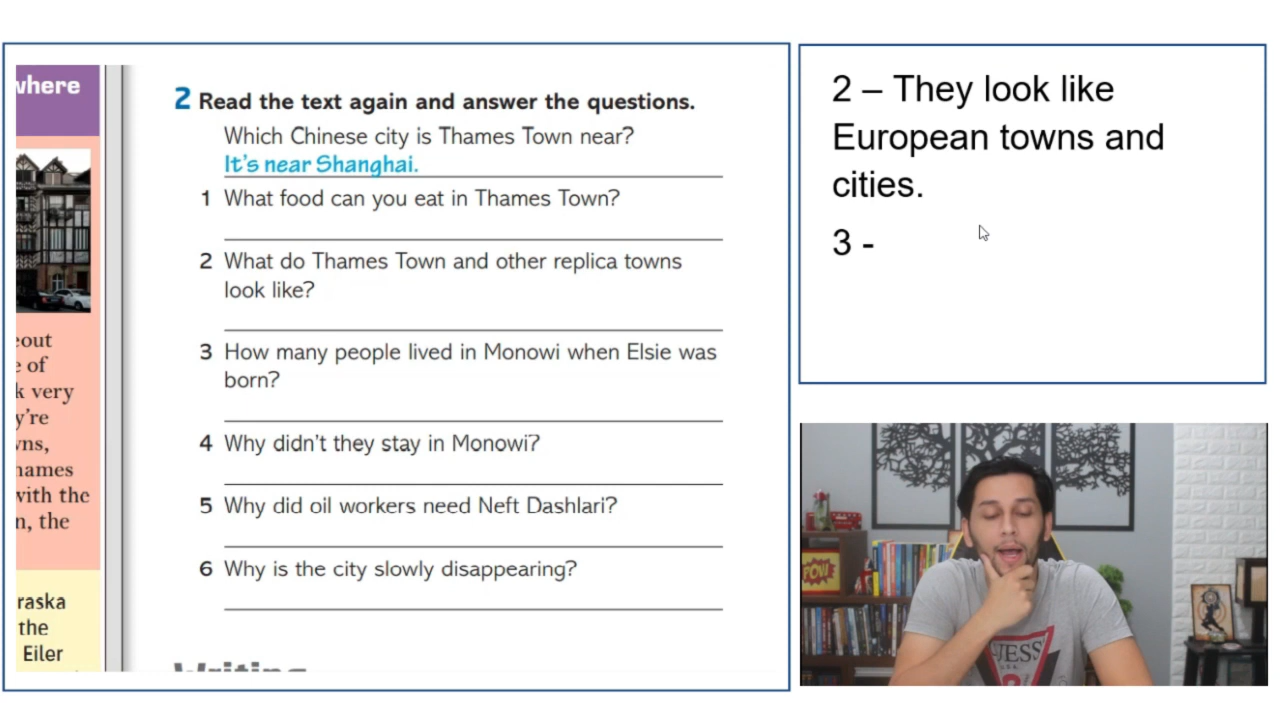 where
eout
e of
k very
y're
wns,
hames
with the
n, the
raska
the
Eiler
2 Read the text again and answer the questions.
Which Chinese city is Thames Town near?
It's near Shanghai.
1 What food can you eat in Thames Town?
2 What do Thames Town and other replica towns
look like?
3 How many people lived in Monowi when Elsie was
born?
4 Why didn't they stay in Monowi?
5 Why did oil workers need Neft Dashlari?
6 Why is the city slowly disappearing?
Writing
2 – They look like
European towns and
cities.
3 -
POW!